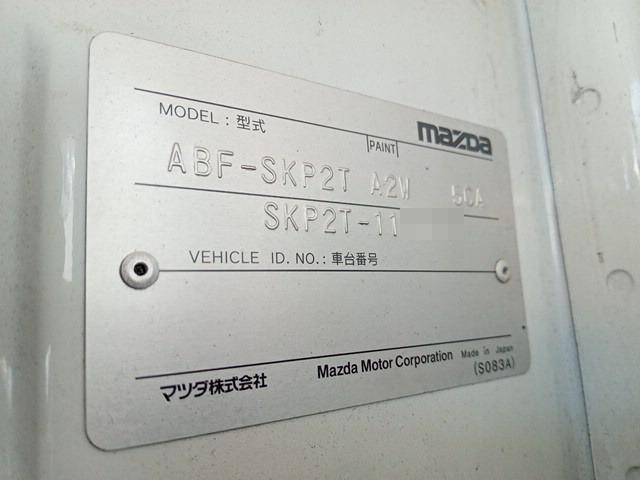 MODEL : 型式
PAINT
mazda
ABF-SKP2T A2W 5CA
SKP2T-11
VEHICLE ID. NO. : 車台番号
マツダ株式会社 Mazda Motor Corporation Made in Japan
(S083A)